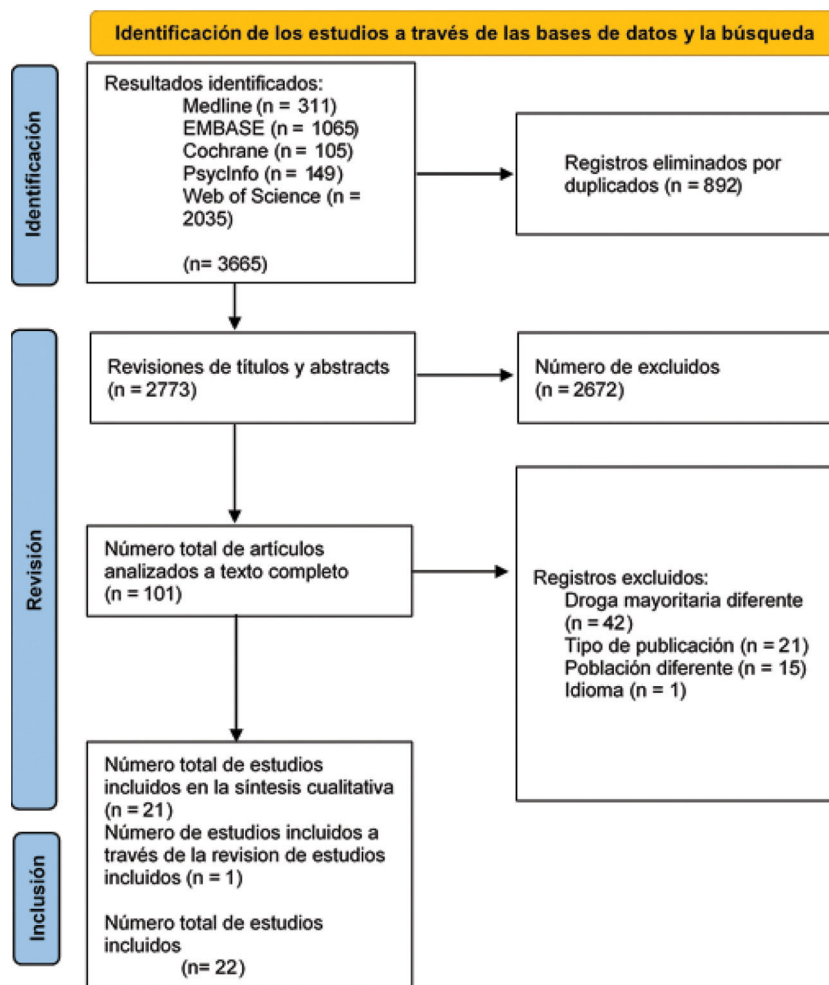 Identificación de los estudios a través de las bases de datos y la búsqueda
Identificación
Resultados identificados:
Medline (n = 311)
EMBASE (n = 1065)
Cochrane (n = 105)
PsycInfo (n = 149)
Web of Science (n =
2035)
(n= 3665)
Registros eliminados por
duplicados (n = 892)
Revisión
Revisiones de títulos y abstracts
(n = 2773)
Número de excluidos
(n = 2672)
Número total de artículos
analizados a texto completo
(n = 101)
Registros excluidos:
Droga mayoritaria diferente
(n = 42)
Tipo de publicación (n = 21)
Población diferente (n = 15)
Idioma (n = 1)
Inclusión
Número total de estudios
incluidos en la síntesis cualitativa
(n = 21)
Número de estudios incluidos a
través de la revision de estudios
incluidos (n = 1)
Número total de estudios
incluidos
(n= 22)